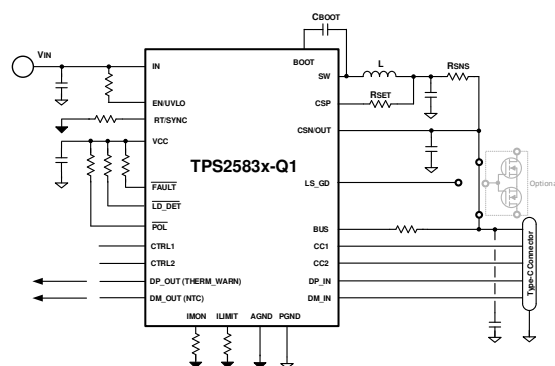 CBOOT
VIN
BOOT
L
RSNS
IN
SW
RSET
CSP
EN/UVLO
RT/SYNC
CSN/OUT
VCC
TPS2583x-Q1
FAULT
LS_GD
Optional
LD_DET
POL
BUS
CTRL1
CC1
CTRL2
CC2
DP_OUT (THERM_WARN)
DP_IN
DM_OUT (NTC)
DM_IN
Type-C Connector
IMON
ILIMIT
AGND
PGND